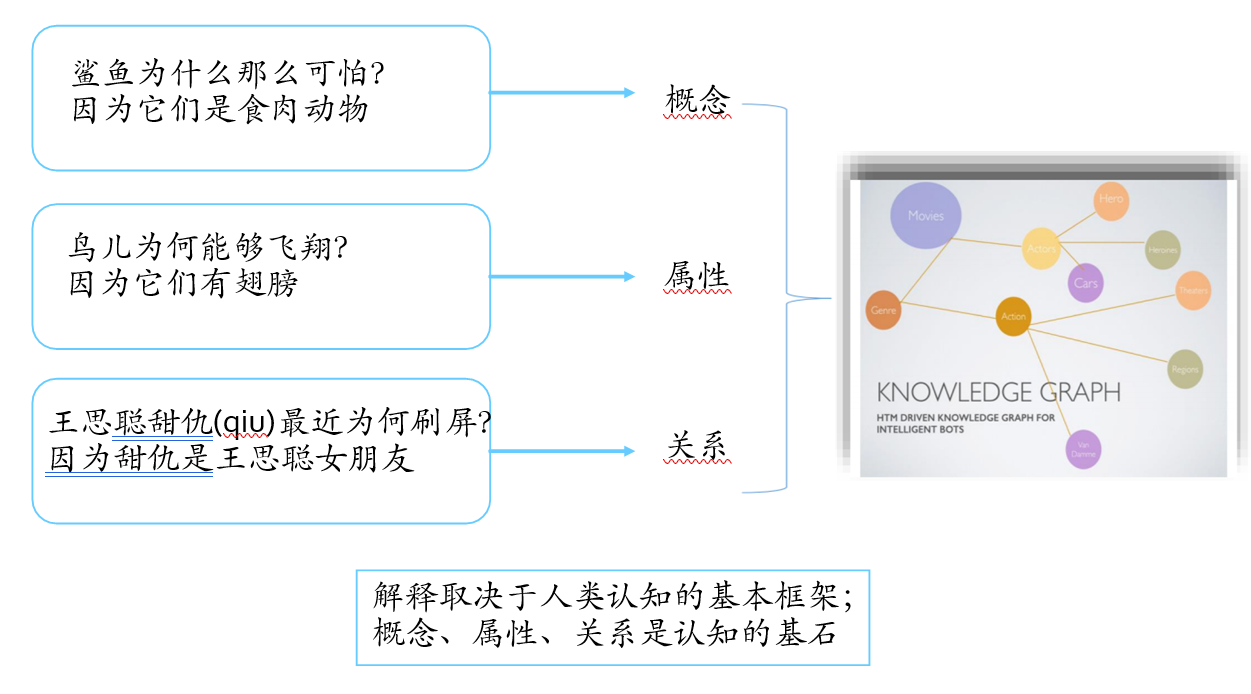 鲨鱼为什么那么可怕?
因为它们是食肉动物
概念
鸟儿为何能够飞翔?
因为它们有翅膀
属性
王思聪甜仇(qiu)最近为何刷屏?
因为甜仇是王思聪女朋友
关系
Movies
Hero
Actors
Heroines
Cars
Theaters
Genre
Action
Regions
KNOWLEDGE GRAPH
HTM DRIVEN KNOWLEDGE GRAPH FOR
INTELLIGENT BOTS
Van
Damme
解释取决于人类认知的基本框架;
概念、属性、关系是认知的基石